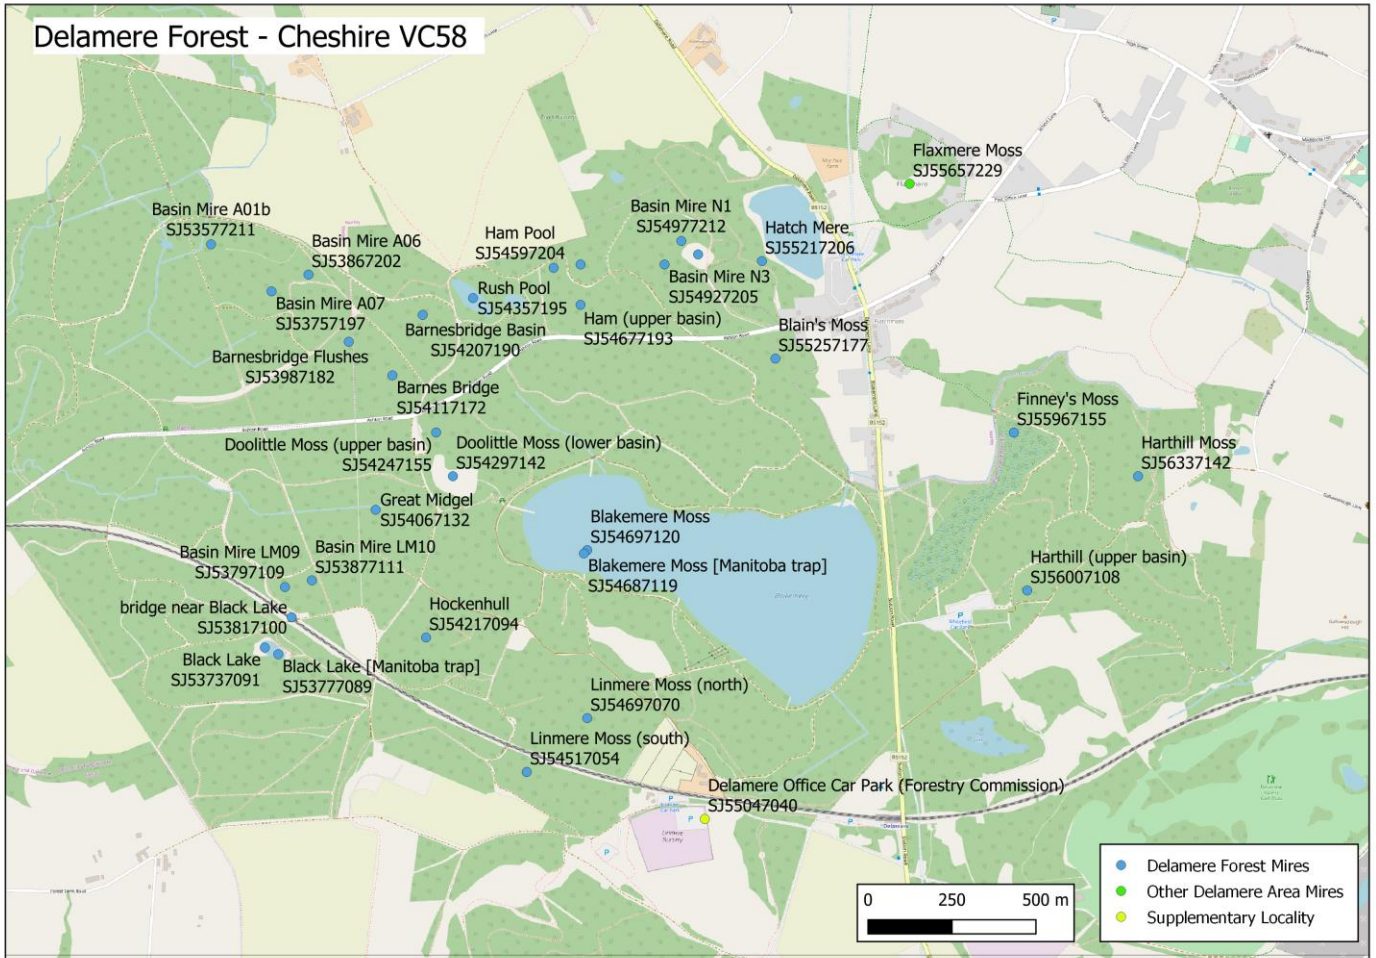 Delamere Forest - Cheshire VC58
Flaxmere Moss
SJ55657229
Basin Mire A01b
SJ53577211
Basin Mire A06
SJ53867202
Ham Pool
SJ54597204
Basin Mire N1
SJ54977212
Hatch Mere
SJ55217206
Basin Mire A07
SJ53757197
Rush Pool
SJ54357195
Basin Mire N3
SJ54927205
Barnesbridge Basin
SJ54207190
Ham (upper basin)
SJ54677193
Blain's Moss
SJ55257177
Barnesbridge Flushes
SJ53987182
Barnes Bridge
SJ54117172
Finney's Moss
SJ55967155
Doolittle Moss (upper basin)
SJ54247155
Doolittle Moss (lower basin)
SJ54297142
Harthill Moss
SJ56337142
Great Midgel
SJ54067132
Blakemere Moss
SJ54697120
Basin Mire LM09
SJ53797109
Basin Mire LM10
SJ53877111
Blakemere Moss [Manitoba trap]
SJ54687119
Harthill (upper basin)
SJ56007108
bridge near Black Lake
SJ53817100
Hockenhull
SJ54217094
Black Lake
SJ53737091
Black Lake [Manitoba trap]
SJ53777089
Linmere Moss (north)
SJ54697070
Linmere Moss (south)
SJ54517054
Delamere Office Car Park (Forestry Commission)
SJ55047040
B5152
B5152
B5152
Delamere
0 250 500 m
Delamere Forest Mires
Other Delamere Area Mires
Supplementary Locality